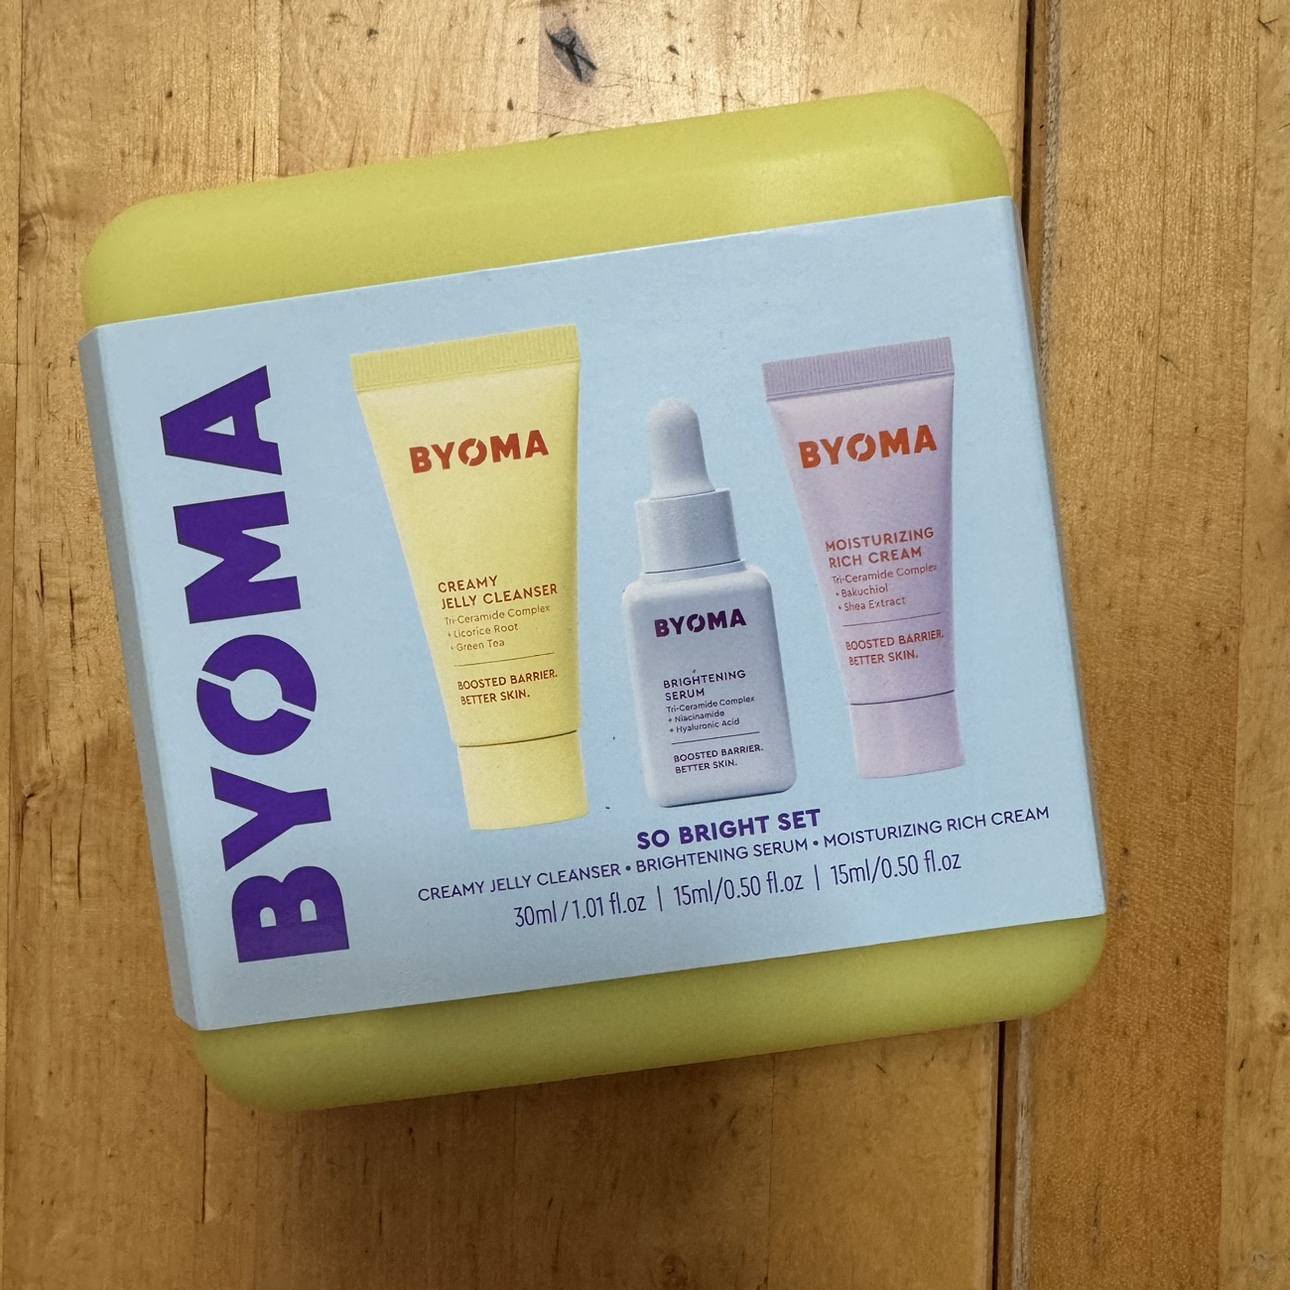 BYOMA
BYOMA
CREAMY
JELLY CLEANSER
Tri-Ceramide Complex
+ Licorice Root
+ Green Tea
BOOSTED BARRIER.
BETTER SKIN.
BYOMA
BRIGHTENING
SERUM
Tri-Ceramide Complex
+ Niacinamide
+ Hyaluronic Acid
BOOSTED BARRIER.
BETTER SKIN.
BYOMA
MOISTURIZING
RICH CREAM
Tri-Ceramide Complex
+ Bakuchiol
+ Shea Extract
BOOSTED BARRIER.
BETTER SKIN.
SO BRIGHT SET
CREAMY JELLY CLEANSER • BRIGHTENING SERUM • MOISTURIZING RICH CREAM
30ml / 1.01 fl.oz | 15ml/0.50 fl.oz | 15ml/0.50 fl.oz